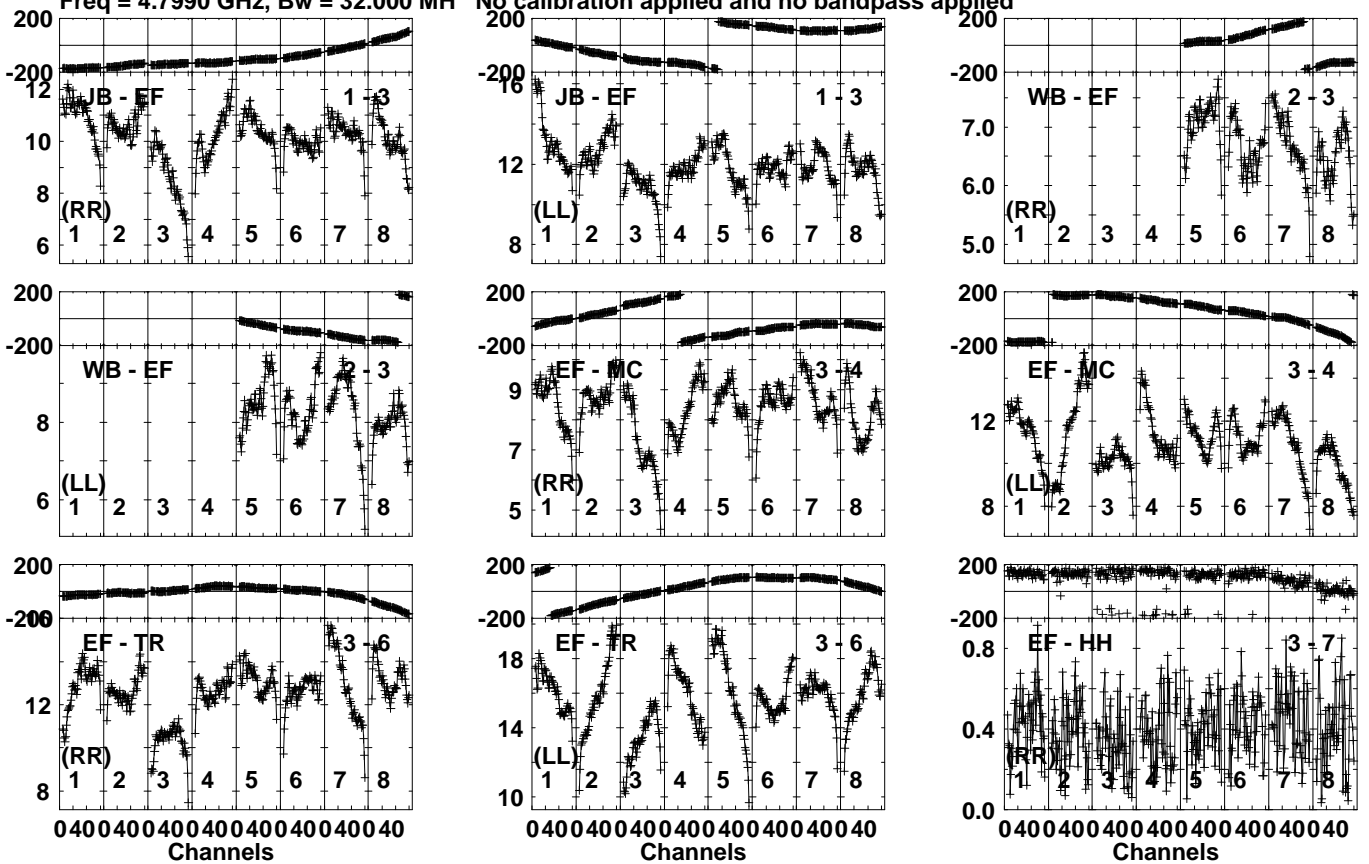 Freq = 4.7990 GHz, Bw = 32.000 MH No calibration applied and no bandpass applied
200 200 200
-200 -200 -200
12 16
JB - EF 1 - 3 JB - EF 1 - 3 WB - EF 2 - 3
10 12 7.0
8 6.0
(RR) (LL) (RR)
1 2 3 4 5 6 7 8 1 2 3 4 5 6 7 8 1 2 3 4 5 6 7 8
6 8 5.0
200 200 200
-200 -200 -200
WB - EF 2 - 3 EF - MC 3 - 4 EF - MC 3 - 4
9
8 12
7
(LL) (RR) (LL)
6 8
1 2 3 4 5 6 7 8 1 2 3 4 5 6 7 8 1 2 3 4 5 6 7 8
5
200 200 200
-200 -200 -200
16
EF - TR 3 - 6 EF - TR 3 - 6 EF - HH 3 - 7
18 0.8
12
14 0.4
(RR) (LL) (RR)
1 2 3 4 5 6 7 8 1 2 3 4 5 6 7 8 1 2 3 4 5 6 7 8
8 10 0.0
0 40 0 40 0 40 0 40 0 40 0 40 0 40 0 40 0 40 0 40 0 40 0 40 0 40 0 40 0 40 0 40 0 40 0 40 0 40 0 40 0 40 0 40 0 40 0 40
Channels Channels Channels